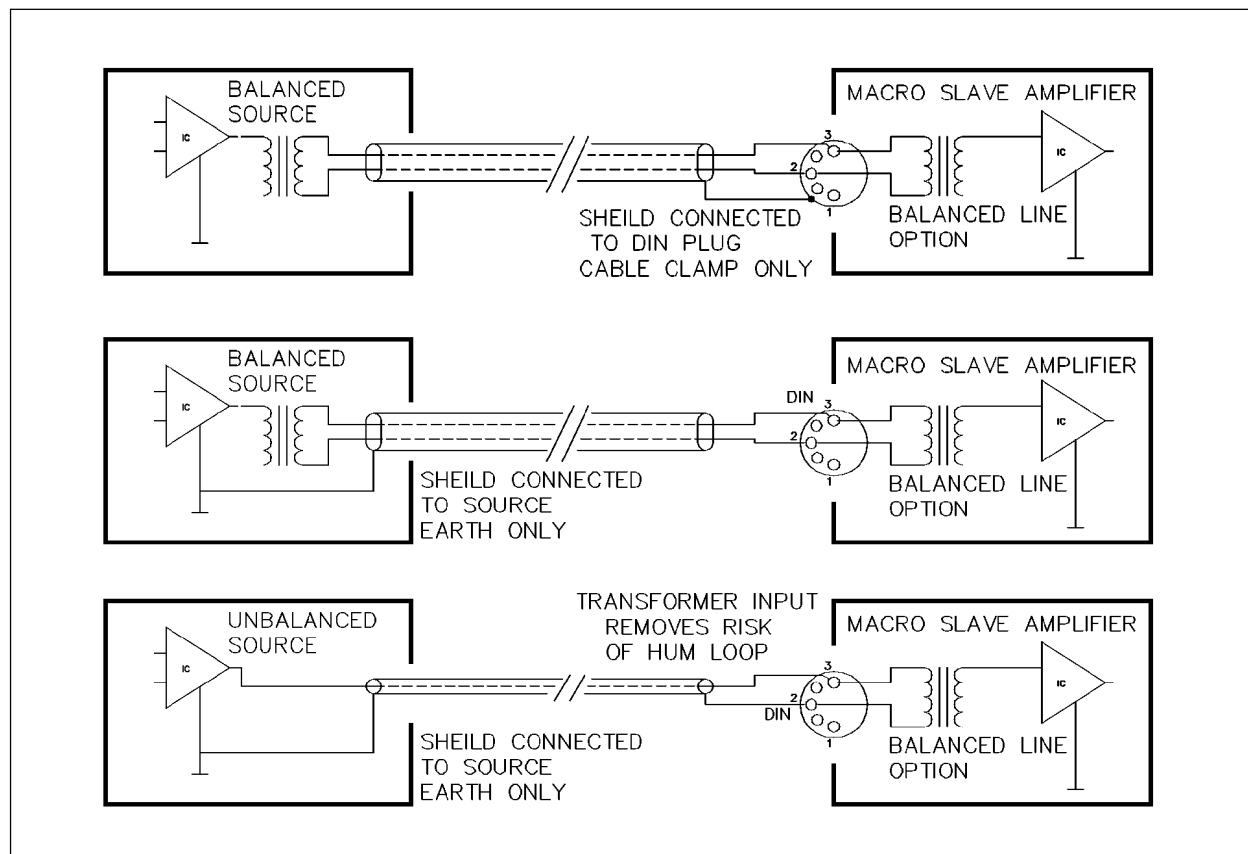 BALANCED
SOURCE
IC
MACRO SLAVE AMPLIFIER
3
2
1
IC
SHEILD CONNECTED
TO DIN PLUG
CABLE CLAMP ONLY
BALANCED LINE
OPTION
BALANCED
SOURCE
IC
MACRO SLAVE AMPLIFIER
DIN
3
2
1
IC
SHEILD CONNECTED
TO SOURCE
EARTH ONLY
BALANCED LINE
OPTION
UNBALANCED
SOURCE
IC
TRANSFORMER INPUT
REMOVES RISK
OF HUM LOOP
MACRO SLAVE AMPLIFIER
3
2
DIN
1
IC
SHEILD CONNECTED
TO SOURCE
EARTH ONLY
BALANCED LINE
OPTION